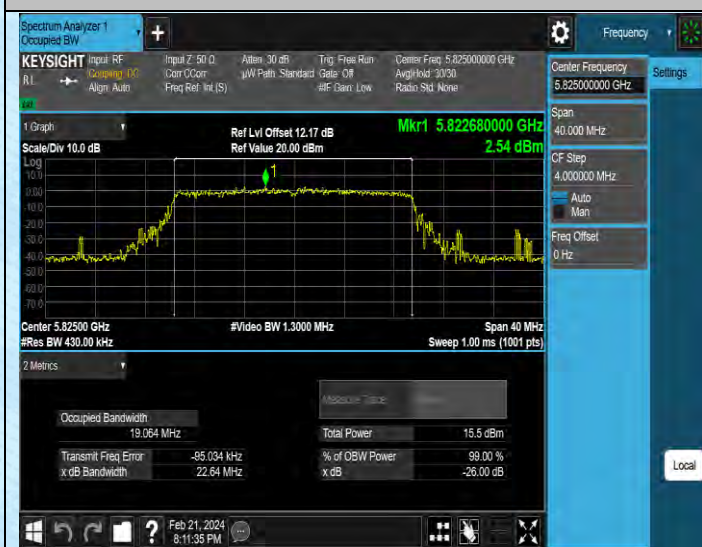 Spectrum Analyzer 1
Occupied BW
+
Frequency
KEYSIGHT Input: RF
Coupling: DC
Align: Auto
RL
Input Z: 50 Ω
Corr CCorr
Freq Ref: Int (S)
Atten: 30 dB
µW Path: Standard
Trig: Free Run
Gate: Off
#IF Gain: Low
Center Freq: 5.825000000 GHz
Avg|Hold: 30/30
Radio Std: None
Center Frequency
5.825000000 GHz
Settings
Span
40.000 MHz
CF Step
4.000000 MHz
Auto
Man
Freq Offset
0 Hz
1 Graph
Scale/Div 10.0 dB
Ref Lvl Offset 12.17 dB
Ref Value 20.00 dBm
Mkr1 5.822680000 GHz
2.54 dBm
Log
10.0
0.00
-10.0
-20.0
-30.0
-40.0
-50.0
-60.0
-70.0
1
Center 5.82500 GHz
#Res BW 430.00 kHz
#Video BW 1.3000 MHz
Span 40 MHz
Sweep 1.00 ms (1001 pts)
2 Metrics
Measure Trace
Occupied Bandwidth
19.064 MHz
Total Power 15.5 dBm
Transmit Freq Error -95.034 kHz
x dB Bandwidth 22.64 MHz
% of OBW Power 99.00 %
x dB -26.00 dB
Local
?
Feb 21, 2024
8:11:35 PM